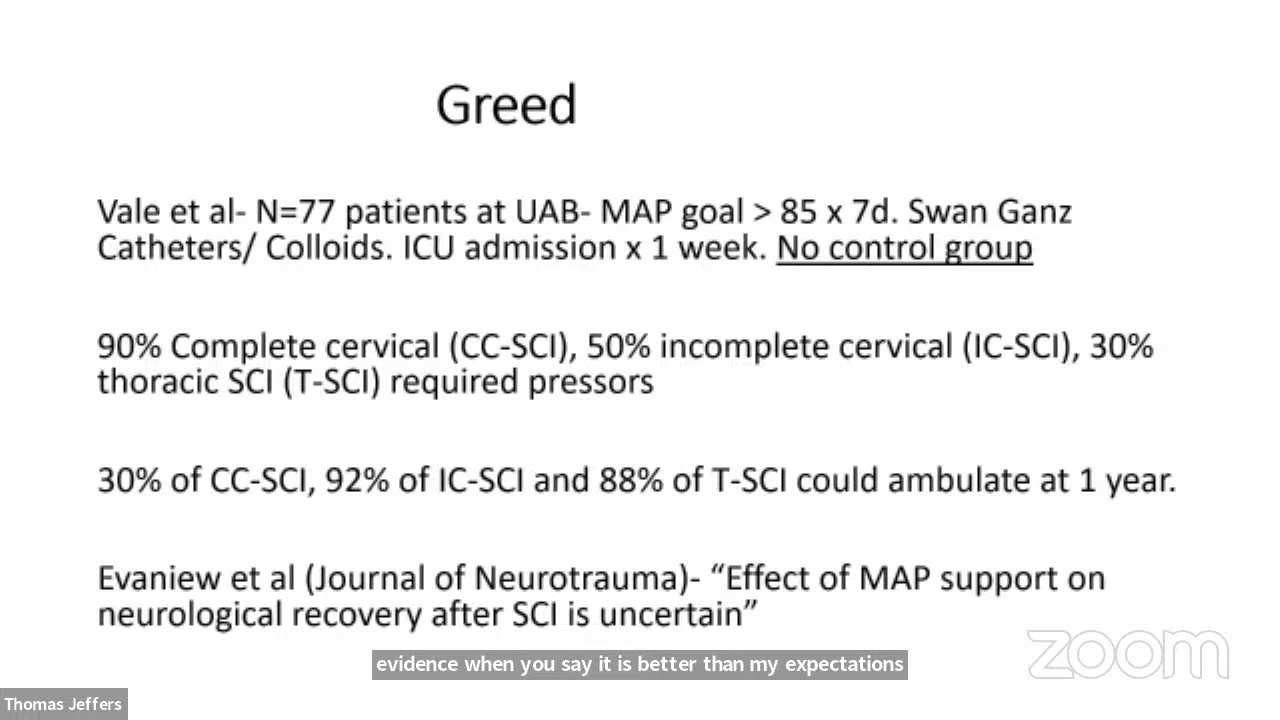 Greed
Vale et al- N=77 patients at UAB- MAP goal > 85 x 7d. Swan Ganz
Catheters/ Colloids. ICU admission x 1 week. No control group
90% Complete cervical (CC-SCI), 50% incomplete cervical (IC-SCI), 30%
thoracic SCI (T-SCI) required pressors
30% of CC-SCI, 92% of IC-SCI and 88% of T-SCI could ambulate at 1 year.
Evaniew et al (Journal of Neurotrauma)- “Effect of MAP support on
neurological recovery after SCI is uncertain”
evidence when you say it is better than my expectations
zoom
Thomas Jeffers